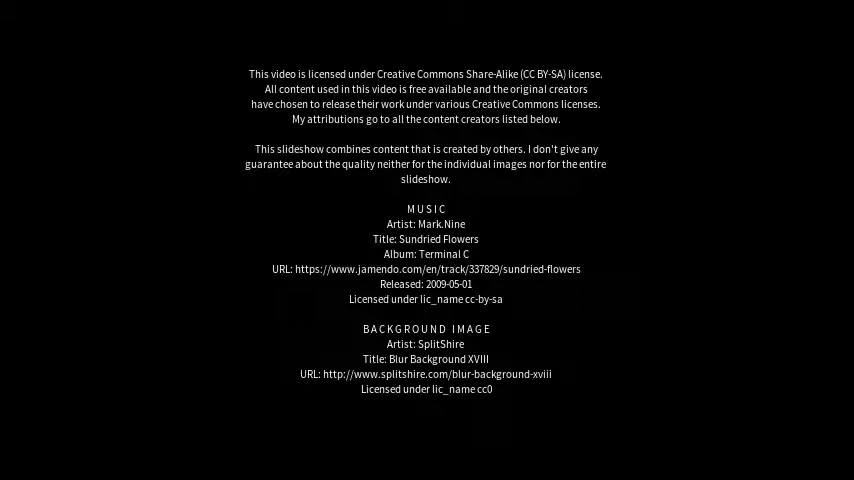 This video is licensed under Creative Commons Share-Alike (CC BY-SA) license.
All content used in this video is free available and the original creators
have chosen to release their work under various Creative Commons licenses.
My attributions go to all the content creators listed below.
This slideshow combines content that is created by others. I don't give any
guarantee about the quality neither for the individual images nor for the entire
slideshow.
MUSIC
Artist: Mark.Nine
Title: Sundried Flowers
Album: Terminal C
URL: https://www.jamendo.com/en/track/337829/sundried-flowers
Released: 2009-05-01
Licensed under lic_name cc-by-sa
BACKGROUND IMAGE
Artist: SplitShire
Title: Blur Background XVIII
URL: http://www.splitshire.com/blur-background-xviii
Licensed under lic_name cc0